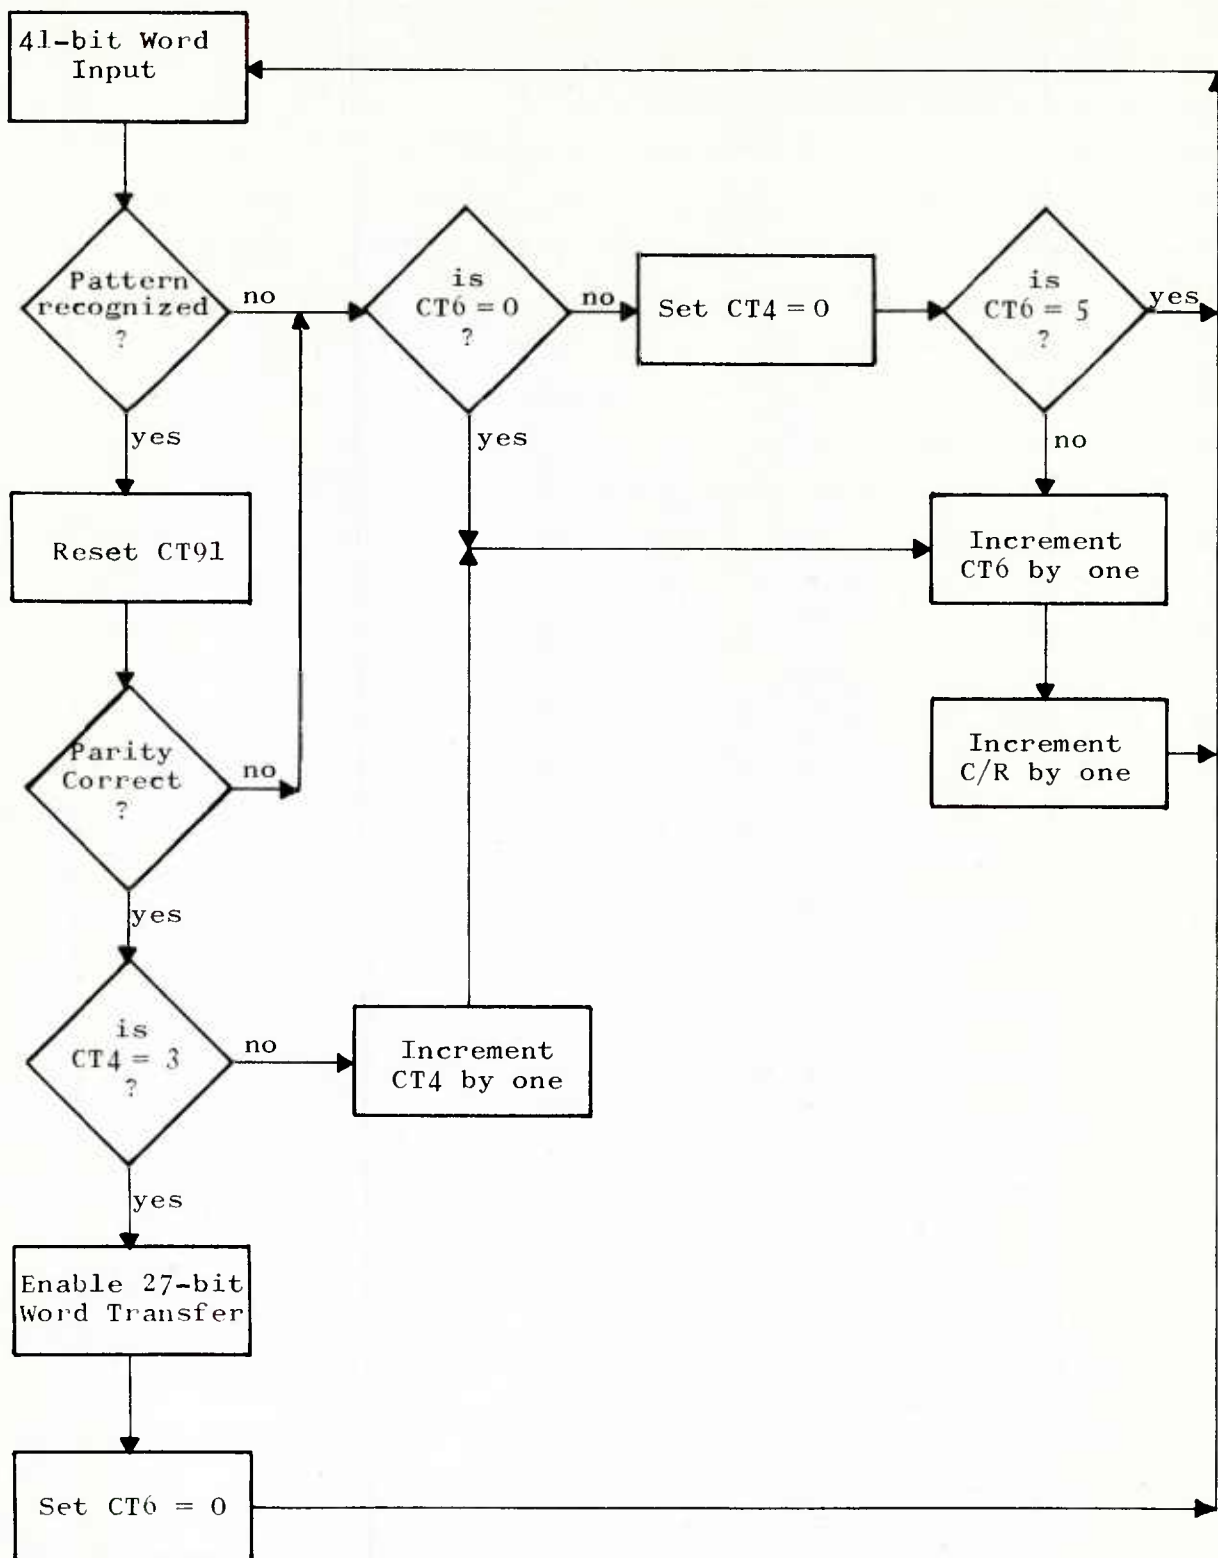 41-bit Word
Input
Pattern
recognized
?
no
is
CT6 = 0
?
no
Set CT4 = 0
is
CT6 = 5
?
yes
yes
yes
no
Reset CT91
Increment
CT6 by one
Parity
Correct
?
no
Increment
C/R by one
yes
is
CT4 = 3
?
no
Increment
CT4 by one
yes
Enable 27-bit
Word Transfer
Set CT6 = 0